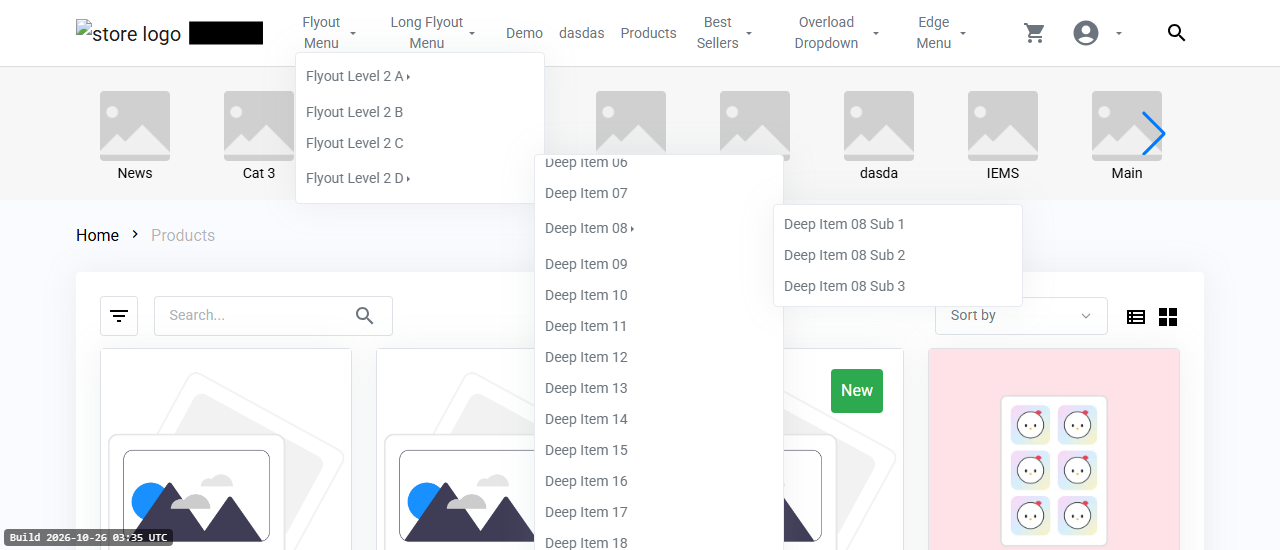 store logo
Flyout
Menu
Long Flyout
Menu
Demo
dasdas
Products
Best
Sellers
Overload
Dropdown
Edge
Menu
Flyout Level 2 A
Flyout Level 2 B
Flyout Level 2 C
Flyout Level 2 D
News
Cat 3
dasda
IEMS
Main
Deep Item 06
Deep Item 07
Deep Item 08
Deep Item 09
Deep Item 10
Deep Item 11
Deep Item 12
Deep Item 13
Deep Item 14
Deep Item 15
Deep Item 16
Deep Item 17
Deep Item 18
Deep Item 08 Sub 1
Deep Item 08 Sub 2
Deep Item 08 Sub 3
Home
Products
Search...
Sort by
New
Build 2026-10-26 03:35 UTC